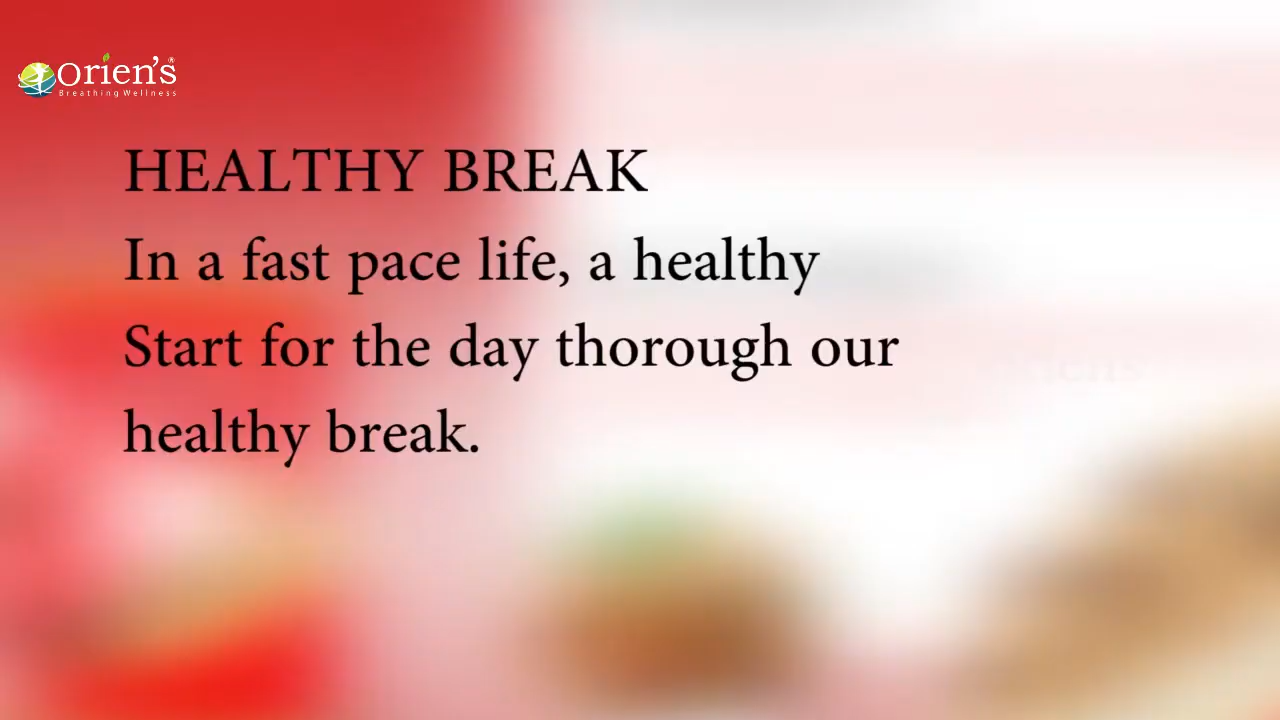 Orien's®
Breathing Wellness
HEALTHY BREAK
In a fast pace life, a healthy
Start for the day thorough our
healthy break.